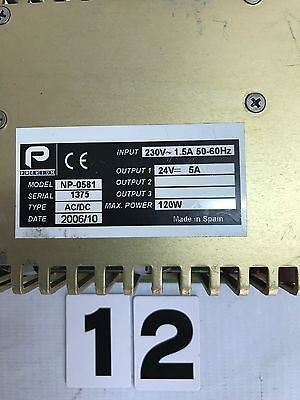 P
PREMIUM
CE
INPUT 230V~ 1.5A 50-60Hz
OUTPUT 1 24V⎓ 5A
OUTPUT 2
OUTPUT 3
MAX. POWER 120W
MODEL NP-0581
SERIAL 1375
TYPE AC/DC
DATE 2006/10
Made in Spain
12